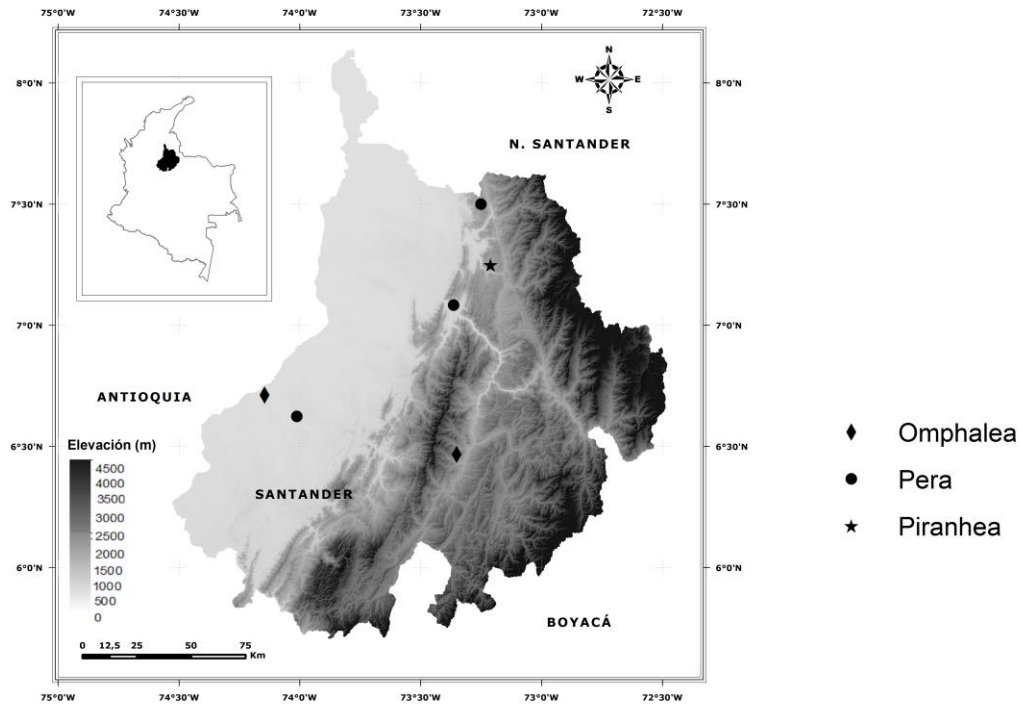 75°0'W 74°30'W 74°0'W 73°30'W 73°0'W 72°30'W
N
W E
S
8°0'N 8°0'N
N. SANTANDER
7°30'N 7°30'N
7°0'N 7°0'N
ANTIOQUIA
6°30'N 6°30'N
Elevación (m)
4500
4000
3500
3000
2500
2000
1500
1000
500
0
SANTANDER
6°0'N 6°0'N
BOYACÁ
0 12,5 25 50 75
Km
75°0'W 74°30'W 74°0'W 73°30'W 73°0'W 72°30'W
Omphalea
Pera
Piranhea